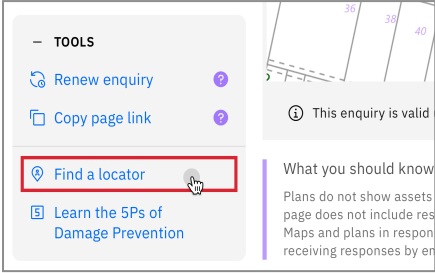 — TOOLS
Renew enquiry ?
Copy page link ?
Find a locator
5 Learn the 5Ps of
Damage Prevention
36
38
40
This enquiry is valid
What you should know
Plans do not show assets
page does not include res
Maps and plans in respon
receiving responses by en